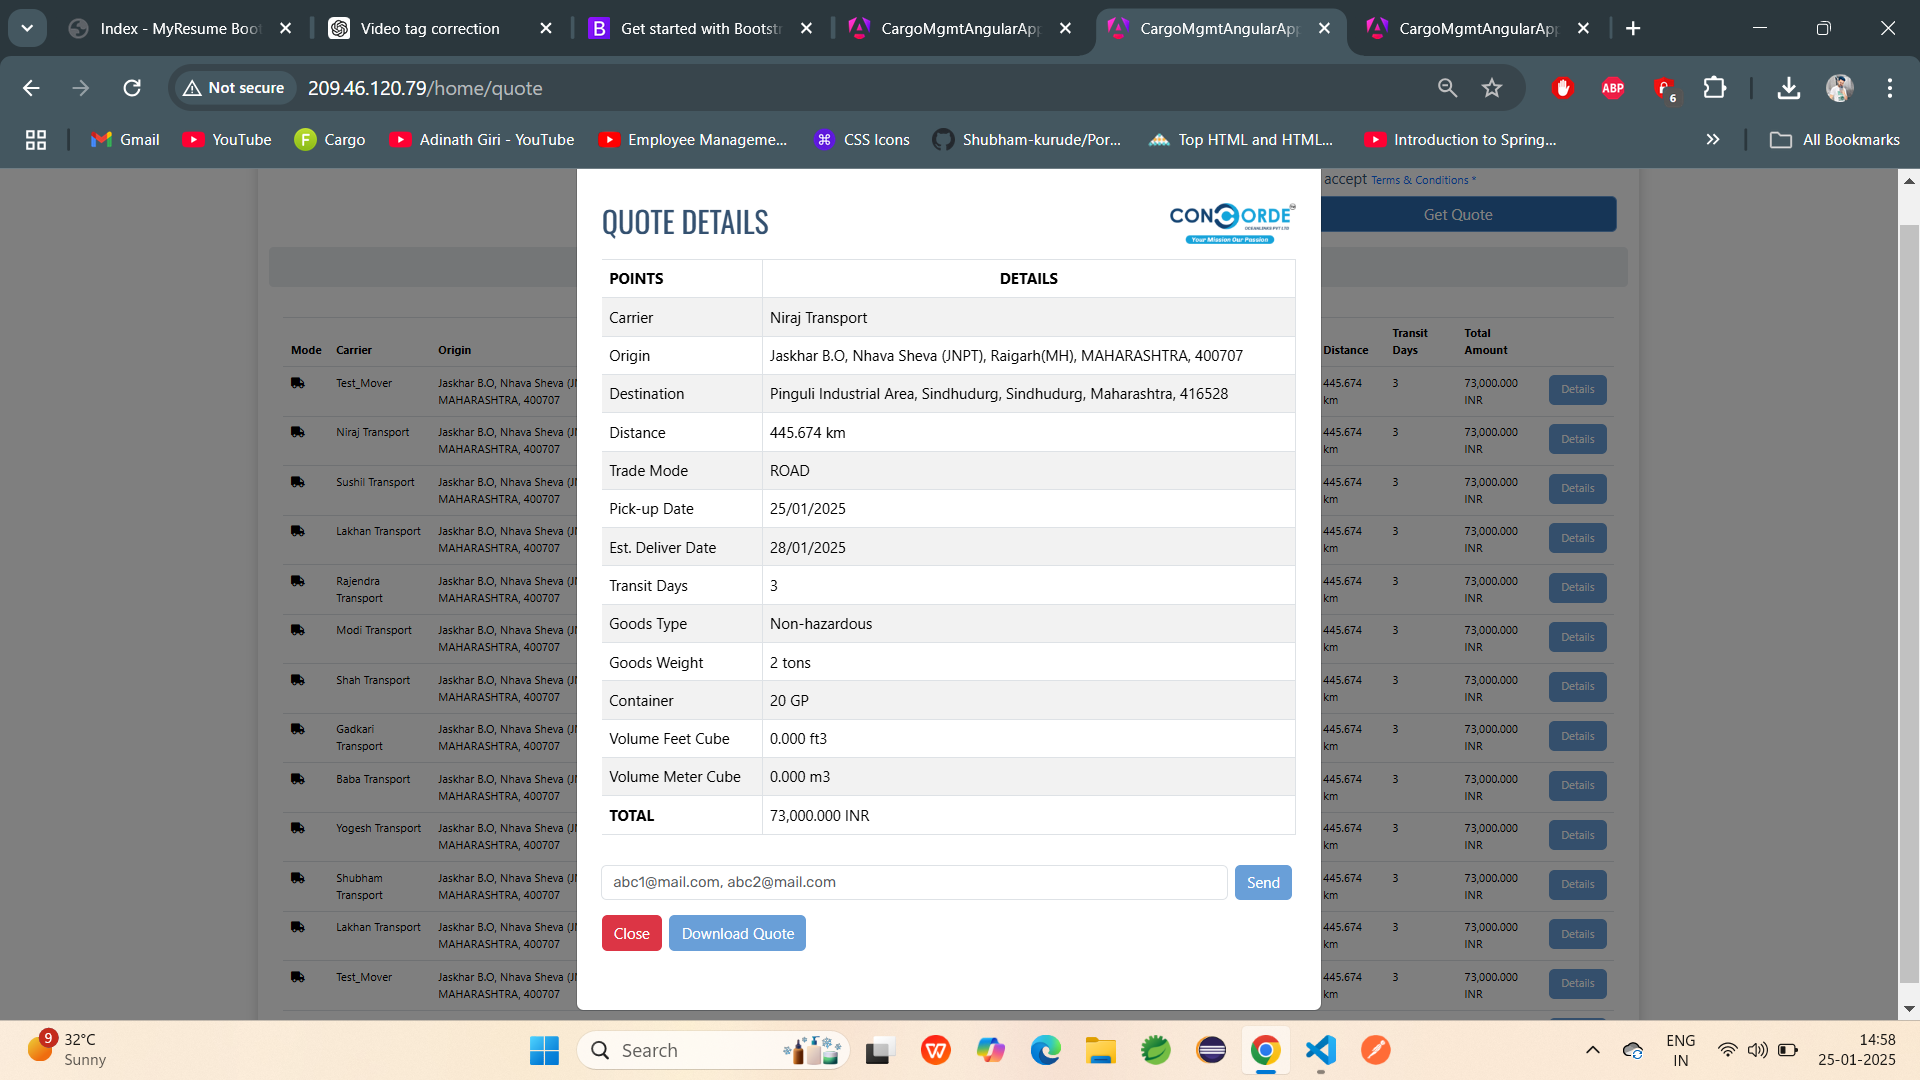 Index - MyResume Boot
Video tag correction
Get started with Bootstr
CargoMgmtAngularApp
CargoMgmtAngularApp
CargoMgmtAngularApp
Not secure
209.46.120.79/home/quote
ABP
6
Gmail
YouTube
Cargo
Adinath Giri - YouTube
Employee Manageme...
CSS Icons
Shubham-kurude/Por...
Top HTML and HTML...
Introduction to Spring...
All Bookmarks
accept Terms & Conditions *
Get Quote
QUOTE DETAILS
CONCORDE
OCEANLINKS PVT LTD
Your Mission Our Passion
POINTS DETAILS
Carrier Niraj Transport
Origin Jaskhar B.O, Nhava Sheva (JNPT), Raigarh(MH), MAHARASHTRA, 400707
Destination Pinguli Industrial Area, Sindhudurg, Sindhudurg, Maharashtra, 416528
Distance 445.674 km
Trade Mode ROAD
Pick-up Date 25/01/2025
Est. Deliver Date 28/01/2025
Transit Days 3
Goods Type Non-hazardous
Goods Weight 2 tons
Container 20 GP
Volume Feet Cube 0.000 ft3
Volume Meter Cube 0.000 m3
TOTAL 73,000.000 INR
abc1@mail.com, abc2@mail.com
Send
Close
Download Quote
Mode Carrier Origin Distance Transit Days Total Amount
Test_Mover Jaskhar B.O, Nhava Sheva (JN 445.674 3 73,000.000 Details
MAHARASHTRA, 400707 km INR
Niraj Transport Jaskhar B.O, Nhava Sheva (JN 445.674 3 73,000.000 Details
MAHARASHTRA, 400707 km INR
Sushil Transport Jaskhar B.O, Nhava Sheva (JN 445.674 3 73,000.000 Details
MAHARASHTRA, 400707 km INR
Lakhan Transport Jaskhar B.O, Nhava Sheva (JN 445.674 3 73,000.000 Details
MAHARASHTRA, 400707 km INR
Rajendra Jaskhar B.O, Nhava Sheva (JN 445.674 3 73,000.000 Details
Transport MAHARASHTRA, 400707 km INR
Modi Transport Jaskhar B.O, Nhava Sheva (JN 445.674 3 73,000.000 Details
MAHARASHTRA, 400707 km INR
Shah Transport Jaskhar B.O, Nhava Sheva (JN 445.674 3 73,000.000 Details
MAHARASHTRA, 400707 km INR
Gadkari Jaskhar B.O, Nhava Sheva (JN 445.674 3 73,000.000 Details
Transport MAHARASHTRA, 400707 km INR
Baba Transport Jaskhar B.O, Nhava Sheva (JN 445.674 3 73,000.000 Details
MAHARASHTRA, 400707 km INR
Yogesh Transport Jaskhar B.O, Nhava Sheva (JN 445.674 3 73,000.000 Details
MAHARASHTRA, 400707 km INR
Shubham Jaskhar B.O, Nhava Sheva (JN 445.674 3 73,000.000 Details
Transport MAHARASHTRA, 400707 km INR
Lakhan Transport Jaskhar B.O, Nhava Sheva (JN 445.674 3 73,000.000 Details
MAHARASHTRA, 400707 km INR
Test_Mover Jaskhar B.O, Nhava Sheva (JN 445.674 3 73,000.000 Details
MAHARASHTRA, 400707 km INR
9
32°C
Sunny
Search
ENG
IN
14:58
25-01-2025